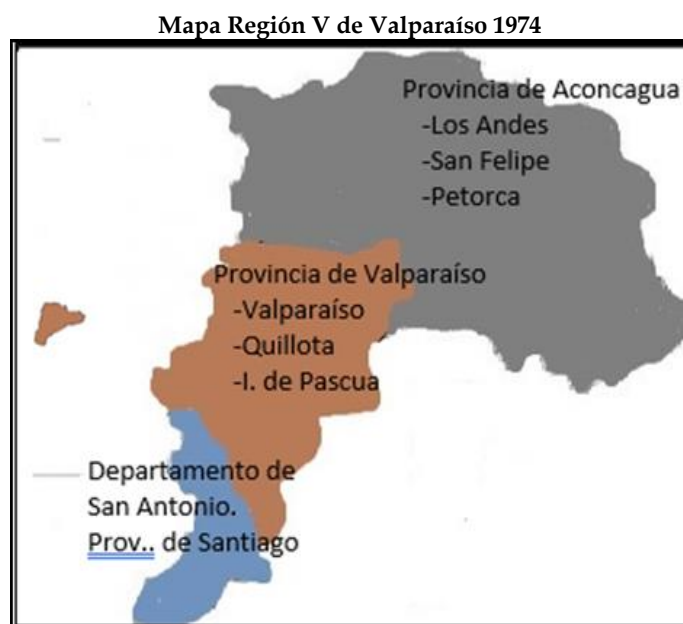 Mapa Región V de Valparaíso 1974
Provincia de Aconcagua
-Los Andes
-San Felipe
-Petorca
Provincia de Valparaíso
-Valparaíso
-Quillota
-I. de Pascua
Departamento de
San Antonio.
Prov.. de Santiago